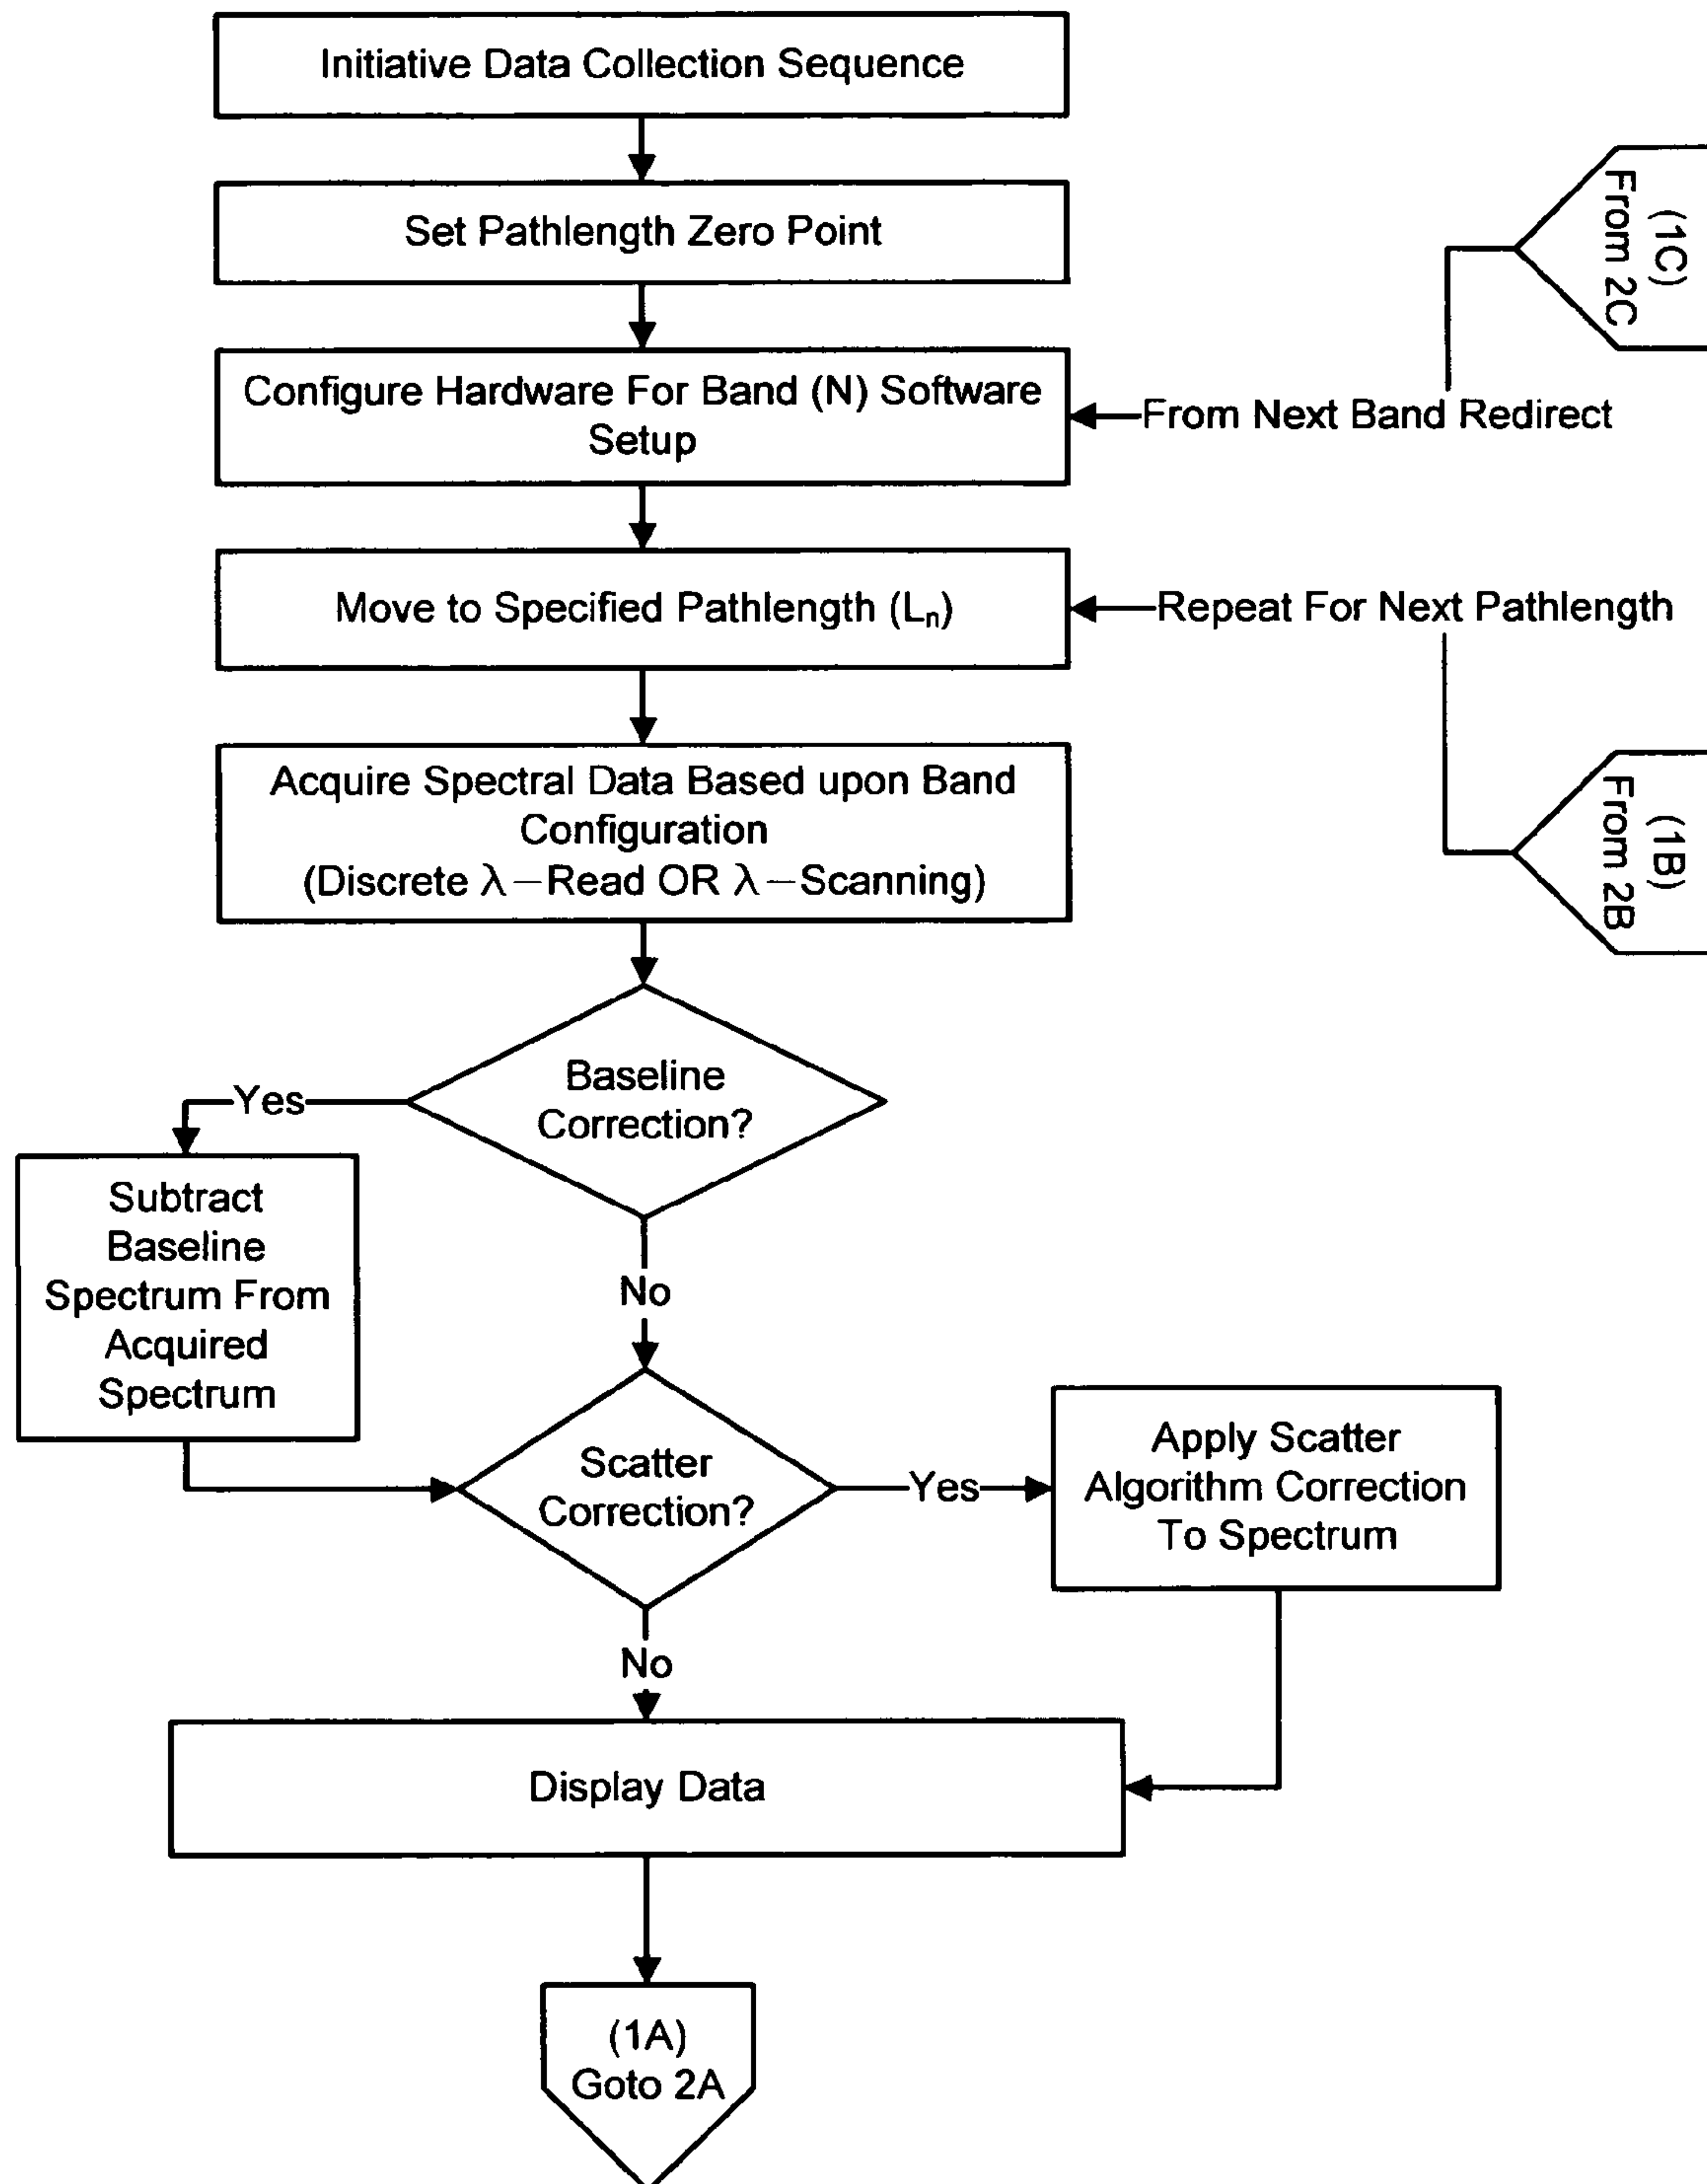 Initiative Data Collection Sequence
Set Pathlength Zero Point
(1C)
From 2C
Configure Hardware For Band (N) Software
Setup
From Next Band Redirect
Move to Specified Pathlength (Lₙ)
Repeat For Next Pathlength
(1B)
From 2B
Acquire Spectral Data Based upon Band
Configuration
(Discrete λ–Read OR λ–Scanning)
Baseline
Correction?
Yes
Subtract
Baseline
Spectrum From
Acquired
Spectrum
No
Scatter
Correction?
Yes
Apply Scatter
Algorithm Correction
To Spectrum
No
Display Data
(1A)
Goto 2A